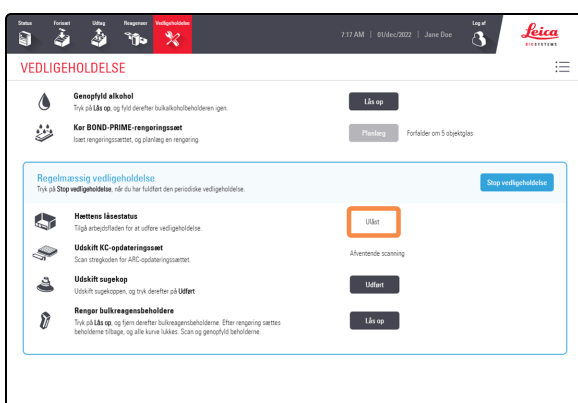 Status Forisæt Udtag Reagenser Vedligeholdelse
7:17 AM | 01/dec/2022 | Jane Doe
Log af
Leica
BIOSYSTEMS
VEDLIGEHOLDELSE
Genopfyld alkohol
Tryk på Lås op, og fyld derefter bulkalkoholbeholderen igen.
Lås op
Kør BOND-PRIME-rengøringssæt
Isæt rengøringssættet, og planlæg en rengøring.
Planlæg
Forfalder om 5 objektglas
Regelmæssig vedligeholdelse
Tryk på Stop vedligeholdelse, når du har fuldført den periodiske vedligeholdelse.
Stop vedligeholdelse
Hættens låsestatus
Tilgå arbejdsfladen for at udføre vedligeholdelse.
Ulåst
Udskift KC-opdateringssæt
Scan stregkoden for ARC-opdateringssættet.
Afventende scanning
Udskift sugekop
Udskift sugekoppen, og tryk derefter på Udført
Udført
Rengør bulkreagensbeholdere
Tryk på Lås op, og fjern derefter bulkreagensbeholderne. Efter rengøring sættes
beholderne tilbage, og alle kurve lukkes. Scan og genopfyld beholderne.
Lås op